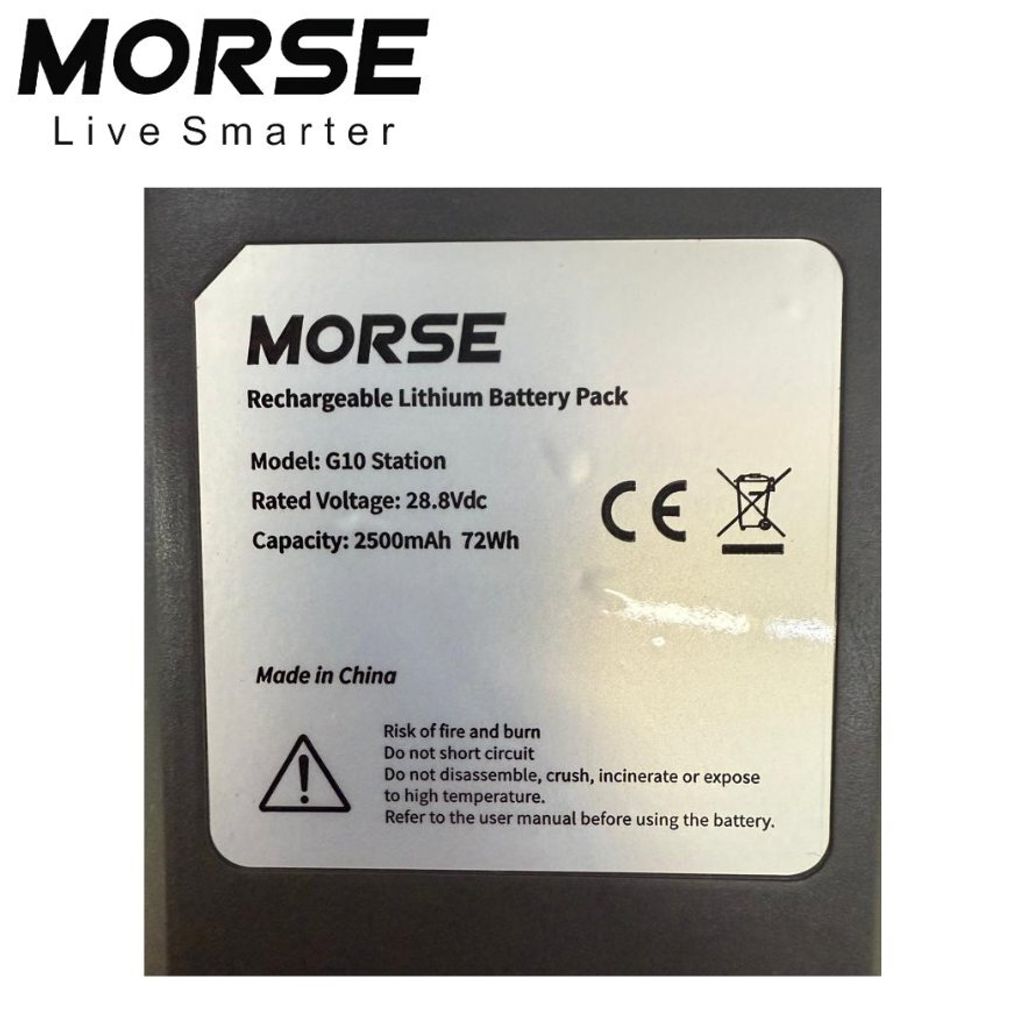 MORSE
Live Smarter
MORSE
Rechargeable Lithium Battery Pack
Model: G10 Station
Rated Voltage: 28.8Vdc
Capacity: 2500mAh 72Wh
CE
Made in China
Risk of fire and burn
Do not short circuit
Do not disassemble, crush, incinerate or expose
to high temperature.
Refer to the user manual before using the battery.